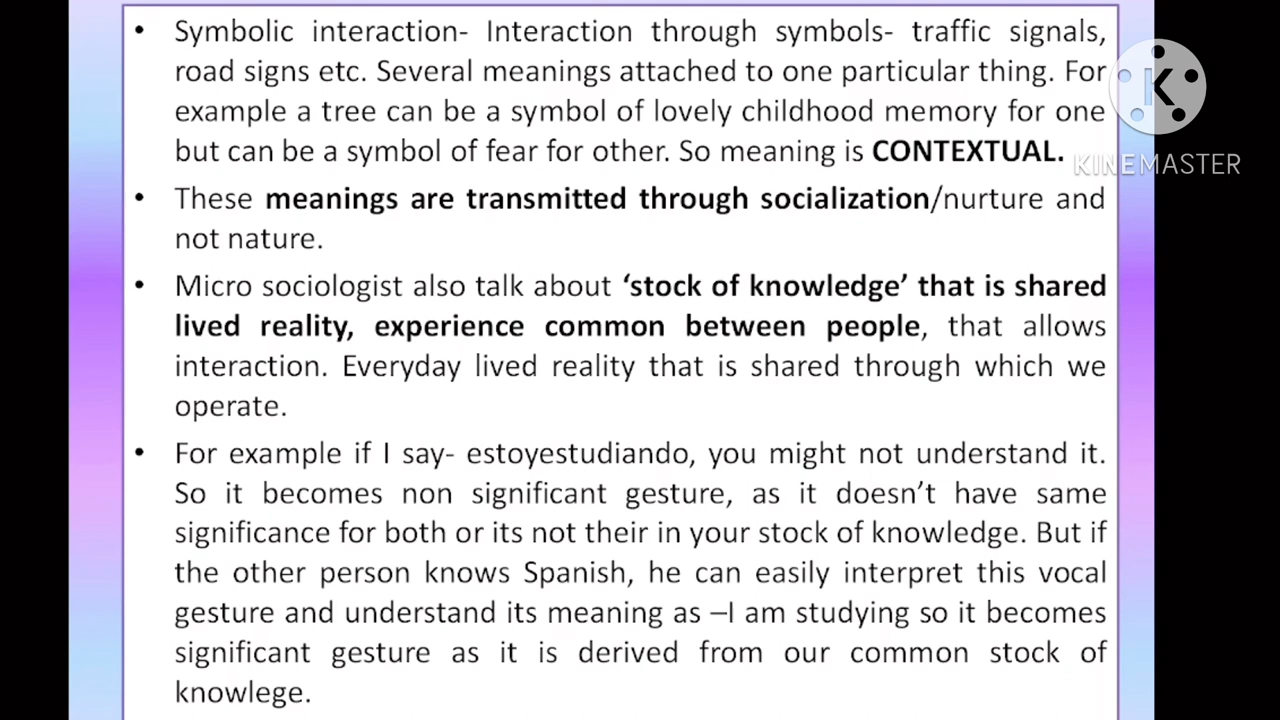 • Symbolic interaction- Interaction through symbols- traffic signals,
road signs etc. Several meanings attached to one particular thing. For
example a tree can be a symbol of lovely childhood memory for one
but can be a symbol of fear for other. So meaning is CONTEXTUAL.
• These meanings are transmitted through socialization/nurture and
not nature.
• Micro sociologist also talk about ‘stock of knowledge’ that is shared
lived reality, experience common between people, that allows
interaction. Everyday lived reality that is shared through which we
operate.
• For example if I say- estoyestudiando, you might not understand it.
So it becomes non significant gesture, as it doesn’t have same
significance for both or its not their in your stock of knowledge. But if
the other person knows Spanish, he can easily interpret this vocal
gesture and understand its meaning as –I am studying so it becomes
significant gesture as it is derived from our common stock of
knowlege.
K
KINEMASTER